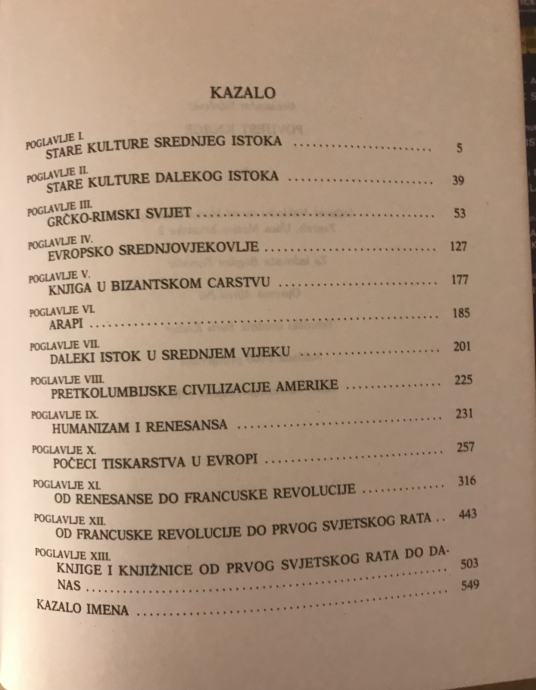 KAZALO
POGLAVLJE I.
STARE KULTURE SREDNJEG ISTOKA ........................ 5
POGLAVLJE II.
STARE KULTURE DALEKOG ISTOKA ........................ 39
POGLAVLJE III.
GRČKO-RIMSKI SVIJET ........................ 53
POGLAVLJE IV.
EVROPSKO SREDNJOVJEKOVLJE ........................ 127
POGLAVLJE V.
KNJIGA U BIZANTSKOM CARSTVU ........................ 177
POGLAVLJE VI.
ARAPI ........................ 185
POGLAVLJE VII.
DALEKI ISTOK U SREDNJEM VIJEKU ........................ 201
POGLAVLJE VIII.
PRETKOLUMBIJSKE CIVILIZACIJE AMERIKE ............... 225
POGLAVLJE IX.
HUMANIZAM I RENESANSA ........................ 231
POGLAVLJE X.
POČECI TISKARSTVA U EVROPI ........................ 257
POGLAVLJE XI.
OD RENESANSE DO FRANCUSKE REVOLUCIJE ............. 316
POGLAVLJE XII.
OD FRANCUSKE REVOLUCIJE DO PRVOG SVJETSKOG RATA .. 443
POGLAVLJE XIII.
KNJIGE I KNJIŽNICE OD PRVOG SVJETSKOG RATA DO DA-
NAS ........................ 503
KAZALO IMENA ........................ 549